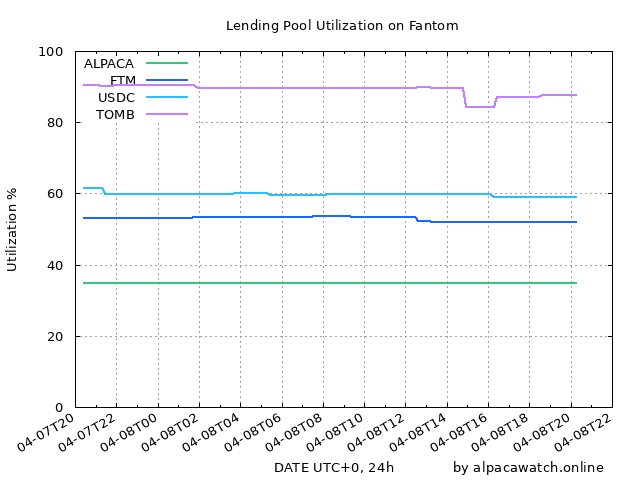 Lending Pool Utilization on Fantom
100
80
60
40
20
0
Utilization %
ALPACA
FTM
USDC
TOMB
04-07T20
04-07T22
04-08T00
04-08T02
04-08T04
04-08T06
04-08T08
04-08T10
04-08T12
04-08T14
04-08T16
04-08T18
04-08T20
04-08T22
DATE UTC+0, 24h
by alpacawatch.online